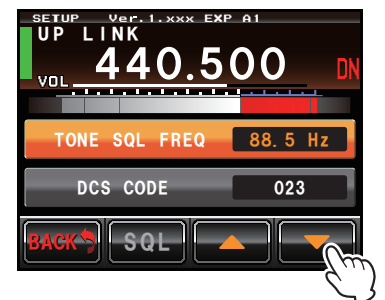 SETUP Ver.1.xxx EXP A1
UP LINK
VOL 440.500 DN
TONE SQL FREQ 88.5 Hz
DCS CODE 023
BACK SQL